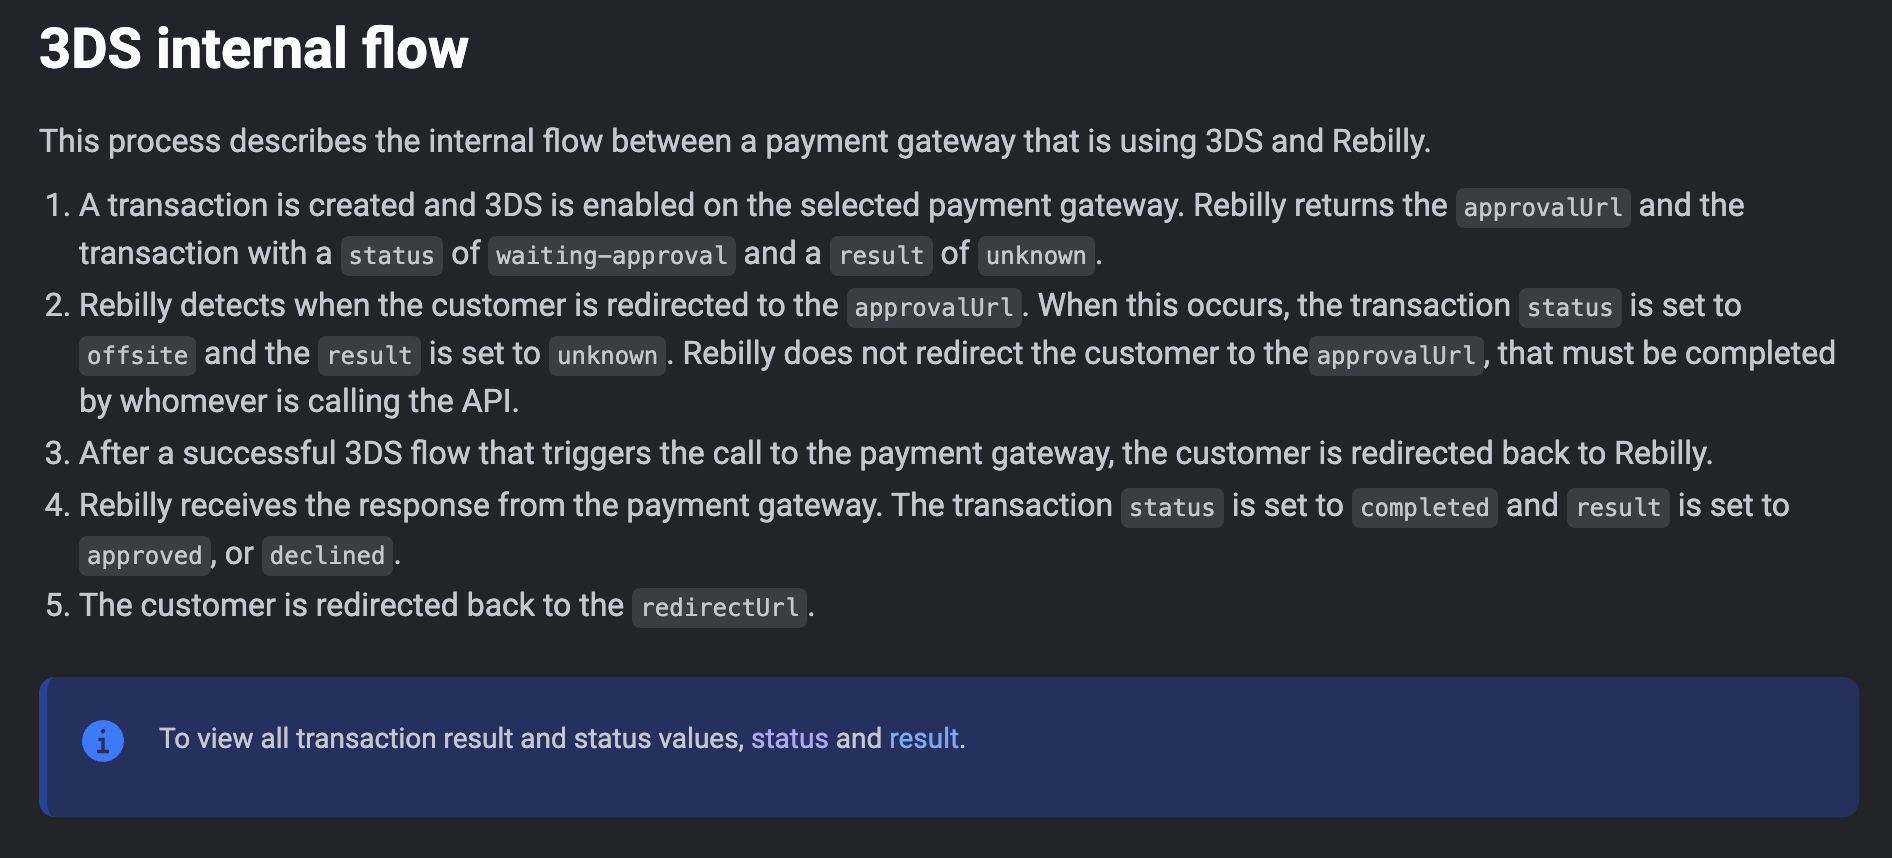 3DS internal flow
This process describes the internal flow between a payment gateway that is using 3DS and Rebilly.
1. A transaction is created and 3DS is enabled on the selected payment gateway. Rebilly returns the approvalUrl and the
transaction with a status of waiting-approval and a result of unknown.
2. Rebilly detects when the customer is redirected to the approvalUrl. When this occurs, the transaction status is set to
offsite and the result is set to unknown. Rebilly does not redirect the customer to the approvalUrl, that must be completed
by whomever is calling the API.
3. After a successful 3DS flow that triggers the call to the payment gateway, the customer is redirected back to Rebilly.
4. Rebilly receives the response from the payment gateway. The transaction status is set to completed and result is set to
approved, or declined.
5. The customer is redirected back to the redirectUrl.
To view all transaction result and status values, status and result.